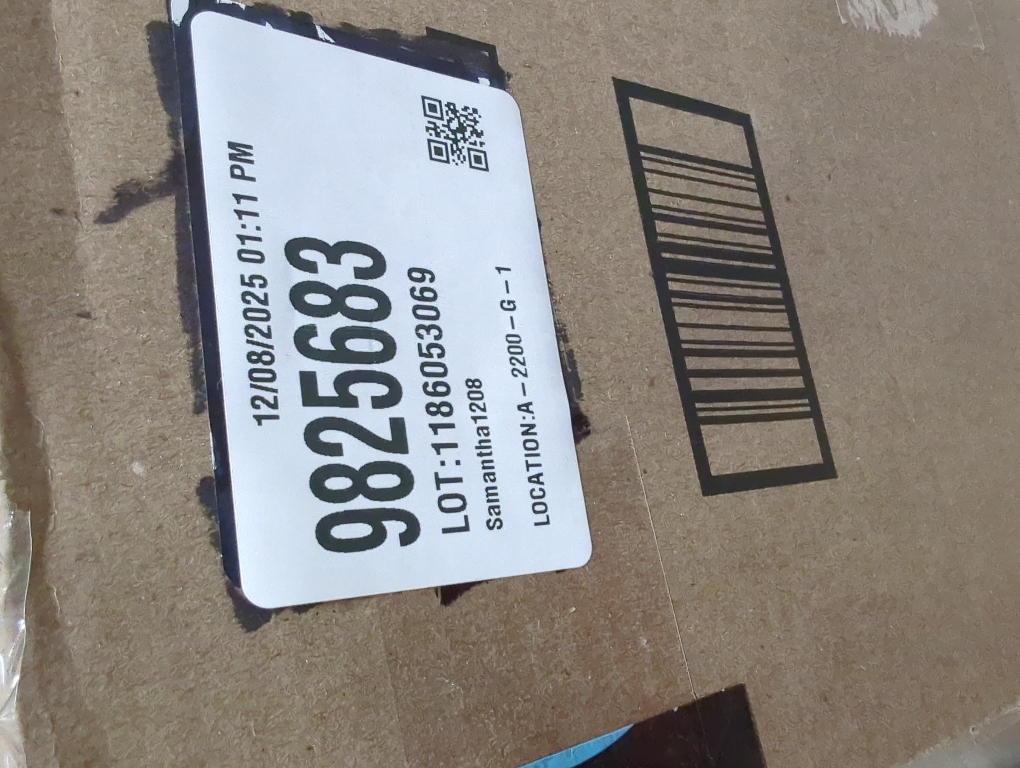 12/08/2025 01:11 PM
9825683
LOT:1186053069
Samantha1208
LOCATION:A-2200-G-1